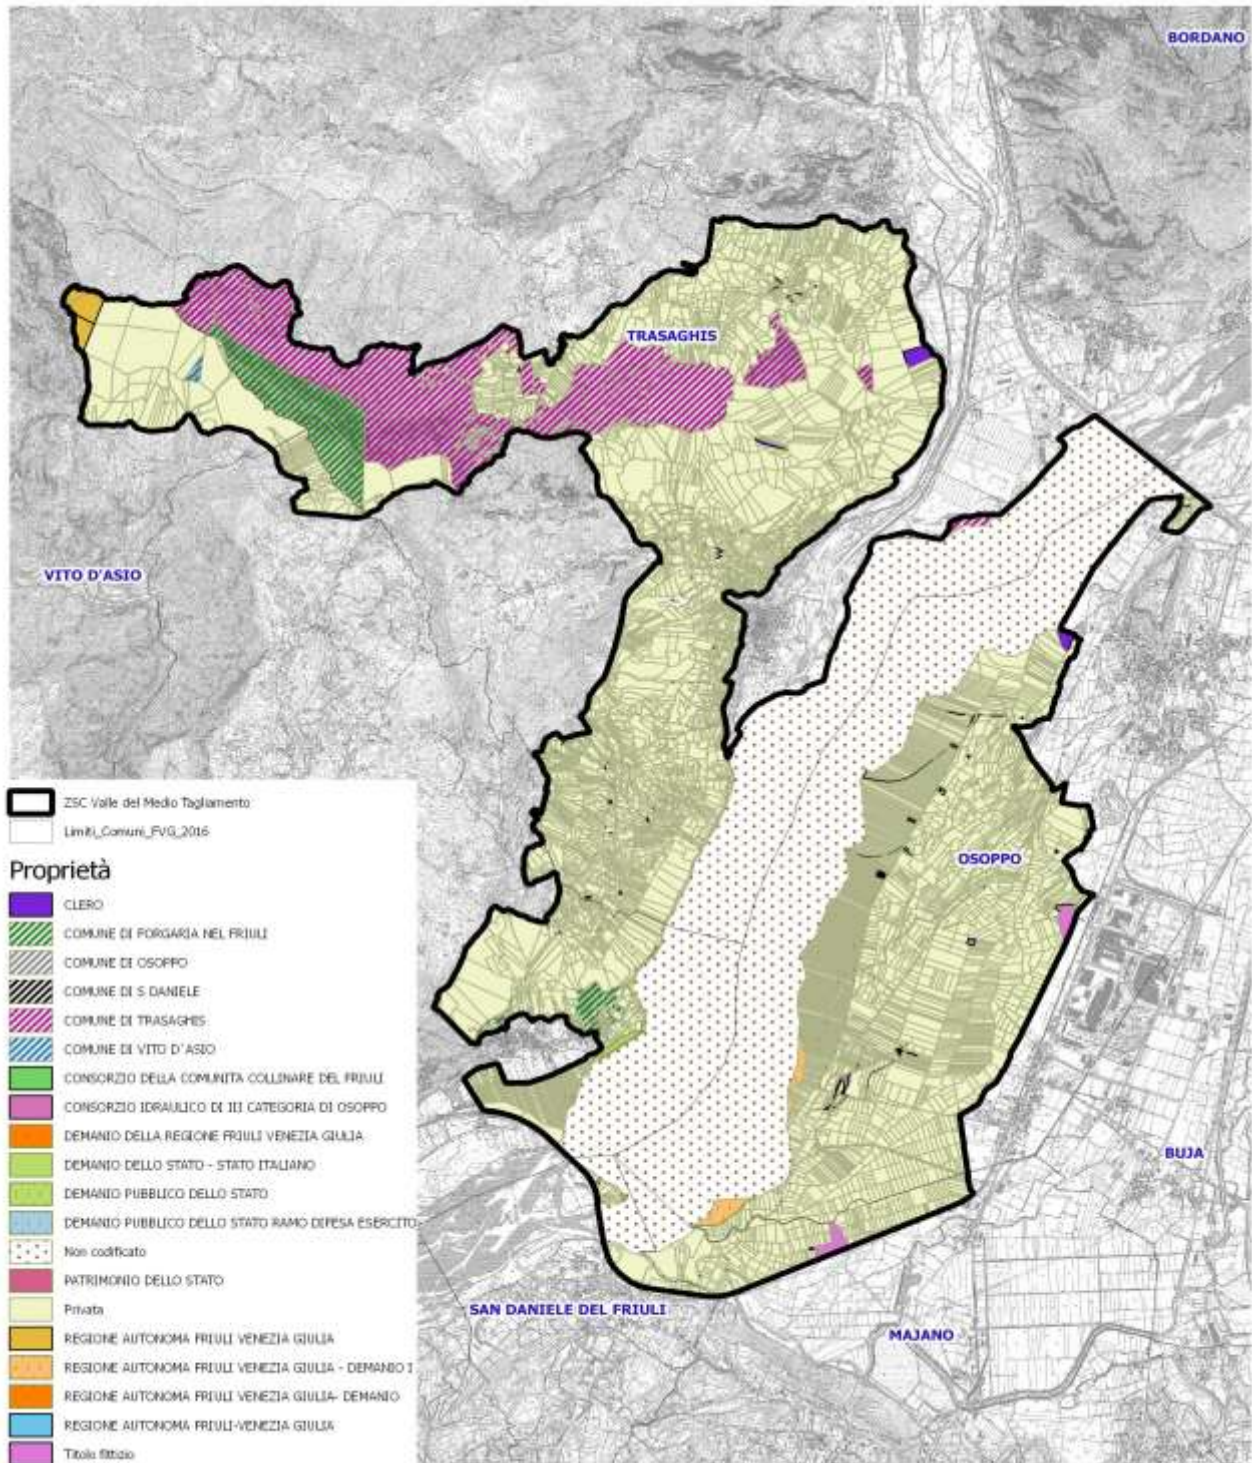 BORDANO
TRASAGHIS
VITO D'ASIO
OSOPPO
BUJA
SAN DANIELE DEL FRIULI
MAJANO
ZSC Valle del Medio Tagliamento
Limiti_Comuni_FVG_2016
Proprietà
CLERO
COMUNE DI FORGARIA NEL FRIULI
COMUNE DI OSOPPO
COMUNE DI S DANIELE
COMUNE DI TRASAGHIS
COMUNE DI VITO D'ASIO
CONSORZIO DELLA COMUNITA COLLINARE DEL FRIULI
CONSORZIO IDRAULICO DI III CATEGORIA DI OSOPPO
DEMANIO DELLA REGIONE FRIULI VENEZIA GIULIA
DEMANIO DELLO STATO - STATO ITALIANO
DEMANIO PUBBLICO DELLO STATO
DEMANIO PUBBLICO DELLO STATO RAMO DIFESA ESERCITO-
Non codificato
PATRIMONIO DELLO STATO
Privata
REGIONE AUTONOMA FRIULI VENEZIA GIULIA
REGIONE AUTONOMA FRIULI VENEZIA GIULIA - DEMANIO I
REGIONE AUTONOMA FRIULI VENEZIA GIULIA- DEMANIO
REGIONE AUTONOMA FRIULI-VENEZIA GIULIA
Titolo fittizio